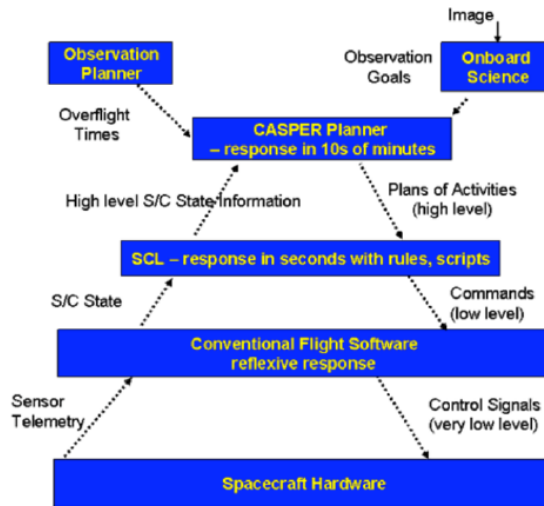 Image
Observation
Planner
Observation
Goals
Onboard
Science
Overflight
Times
CASPER Planner
– response in 10s of minutes
High level S/C State Information
Plans of Activities
(high level)
SCL – response in seconds with rules, scripts
S/C State
Commands
(low level)
Conventional Flight Software
reflexive response
Sensor
Telemetry
Control Signals
(very low level)
Spacecraft Hardware